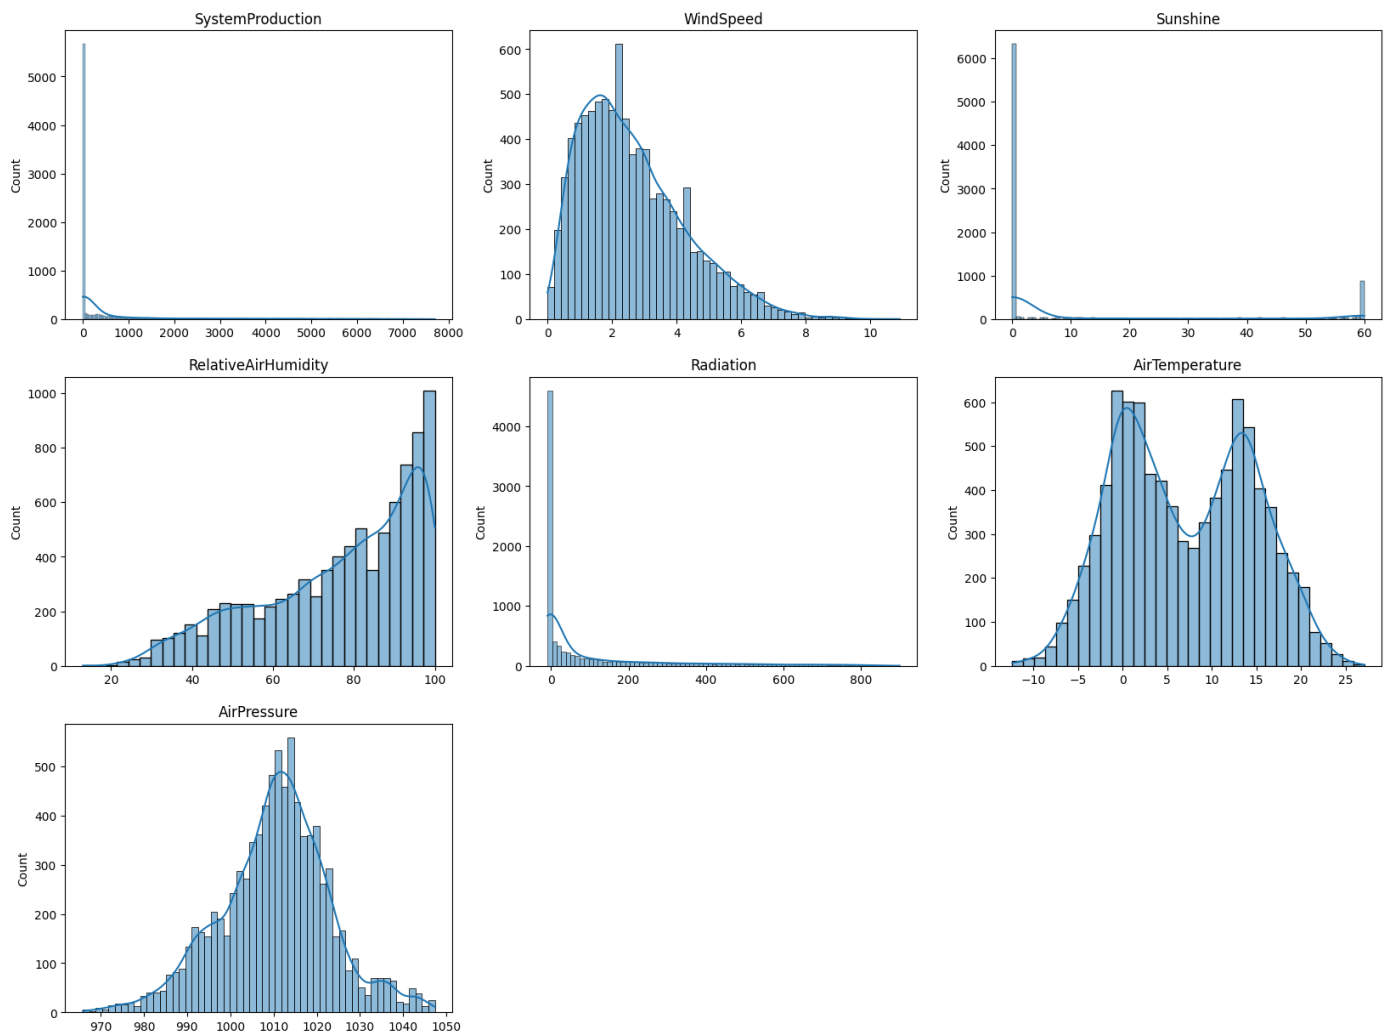 SystemProduction
Count
5000
4000
3000
2000
1000
0
0 1000 2000 3000 4000 5000 6000 7000 8000
WindSpeed
Count
600
500
400
300
200
100
0
0 2 4 6 8 10
Sunshine
Count
6000
5000
4000
3000
2000
1000
0
0 10 20 30 40 50 60
RelativeAirHumidity
Count
1000
800
600
400
200
0
20 40 60 80 100
Radiation
Count
4000
3000
2000
1000
0
0 200 400 600 800
AirTemperature
Count
600
500
400
300
200
100
0
−10 −5 0 5 10 15 20 25
AirPressure
Count
500
400
300
200
100
0
970 980 990 1000 1010 1020 1030 1040 1050